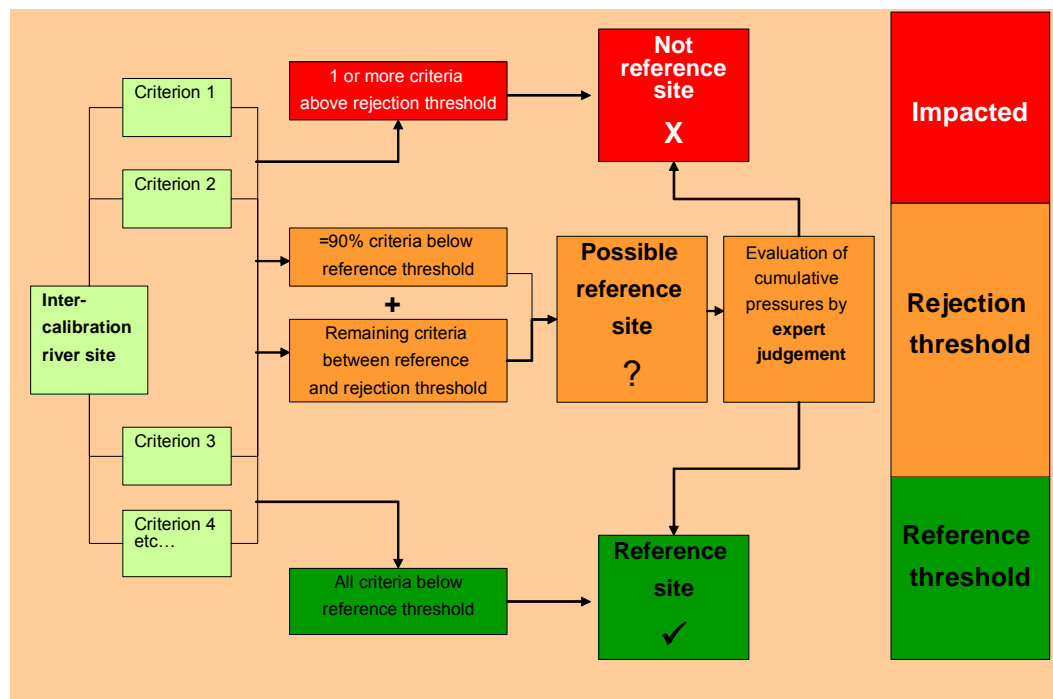 Inter-
calibration
river site
Criterion 1
Criterion 2
Criterion 3
Criterion 4
etc…
1 or more criteria
above rejection threshold
Not
reference
site
X
=90% criteria below
reference threshold
+
Remaining criteria
between reference
and rejection threshold
Possible
reference
site
?
Evaluation of
cumulative
pressures by
expert
judgement
All criteria below
reference threshold
Reference
site
✓
Impacted
Rejection
threshold
Reference
threshold